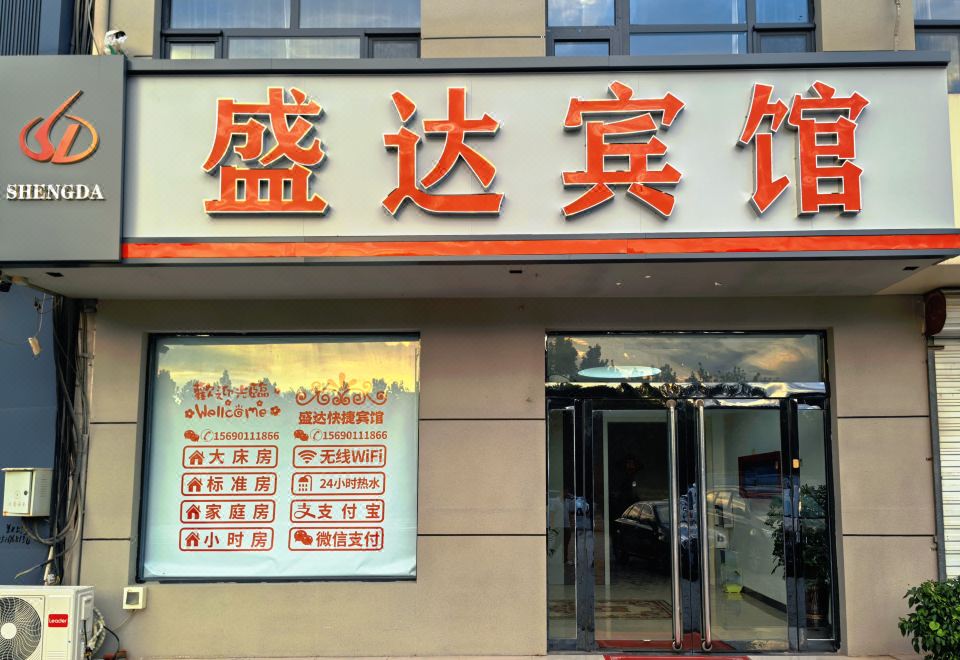 盛达宾馆
SHENGDA
歡迎光臨
Wellcome
15690111866
大床房
标准房
家庭房
小时房
盛达快捷宾馆
15690111866
无线WiFi
24小时热水
支付宝
微信支付
Leader